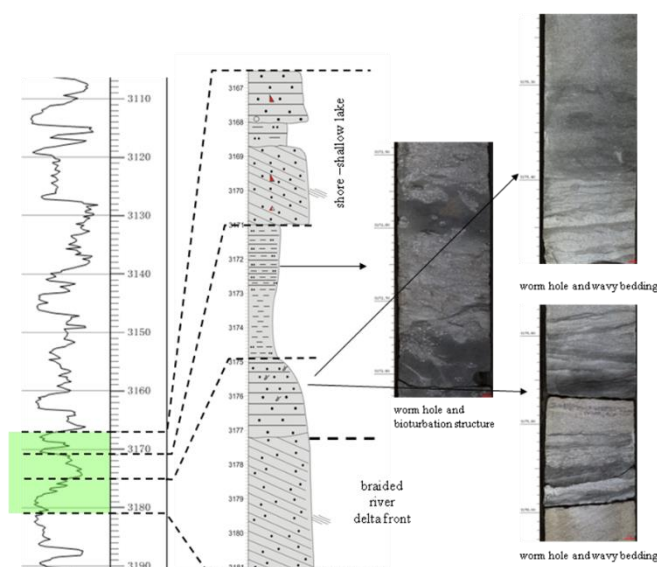 3110
3120
3130
3140
3150
3160
3170
3180
3190
3167
3168
3169
3170
3171
3172
3173
3174
3175
3176
3177
3178
3179
3180
shore –shallow lake
braided
river
delta front
worm hole and
bioturbation structure
worm hole and wavy bedding
worm hole and wavy bedding